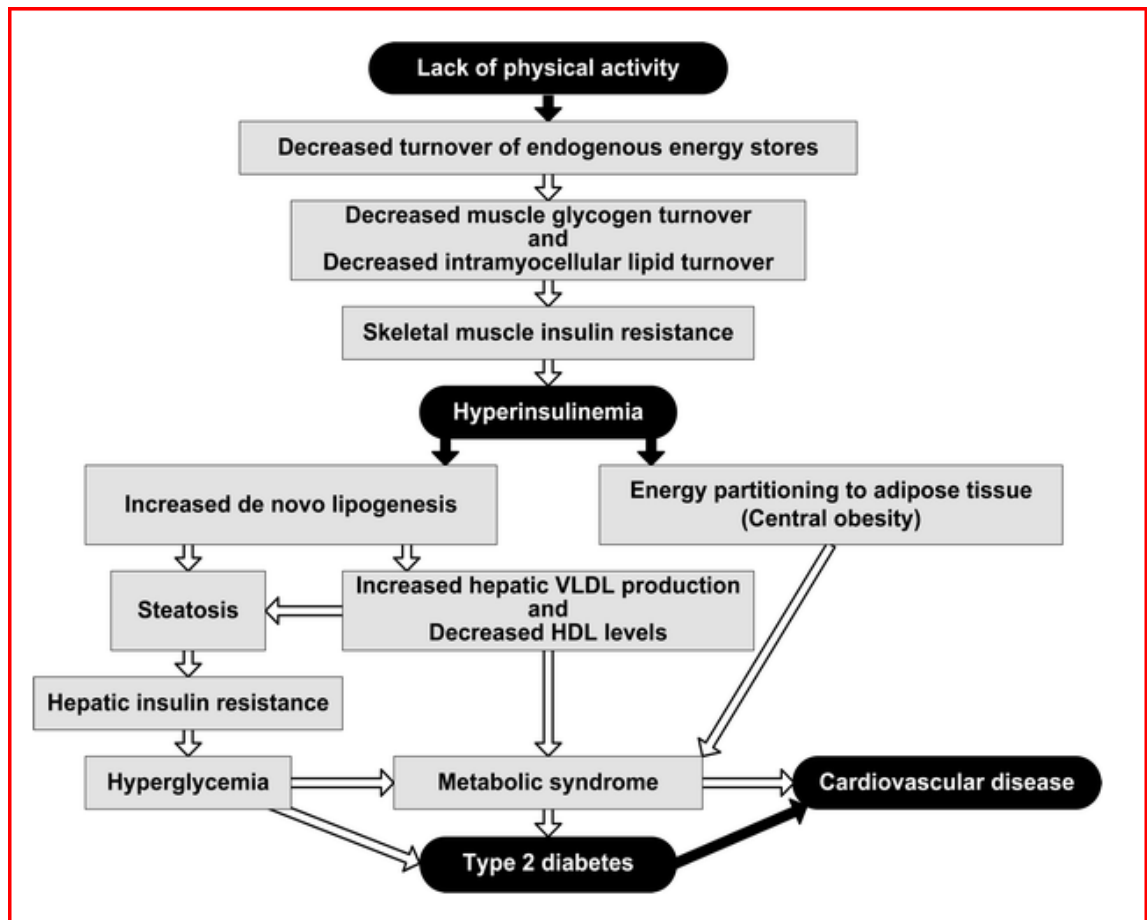 Lack of physical activity
Decreased turnover of endogenous energy stores
Decreased muscle glycogen turnover
and
Decreased intramyocellular lipid turnover
Skeletal muscle insulin resistance
Hyperinsulinemia
Increased de novo lipogenesis
Energy partitioning to adipose tissue
(Central obesity)
Steatosis
Increased hepatic VLDL production
and
Decreased HDL levels
Hepatic insulin resistance
Hyperglycemia
Metabolic syndrome
Cardiovascular disease
Type 2 diabetes